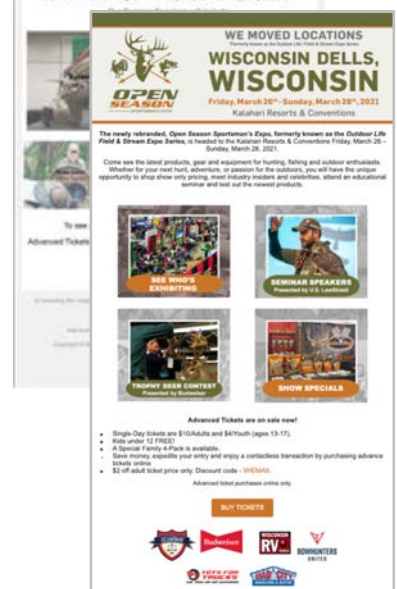 WE MOVED LOCATIONS
*Formerly known as the Outdoor Life / Field & Stream Expo Series.
WISCONSIN DELLS,
WISCONSIN
Friday, March 26th - Sunday, March 28th, 2021
Kalahari Resorts & Conventions
OPEN
SEASON
SPORTSMAN'S EXPO
The newly rebranded, Open Season Sportsman's Expo, formerly known as the Outdoor Life
Field & Stream Expo Series, is headed to the Kalahari Resorts & Conventions Friday, March 26 –
Sunday, March 28, 2021.
Come see the latest products, gear and equipment for hunting, fishing and outdoor enthusiasts.
Whether for your next hunt, adventure, or passion for the outdoors, you will have the unique
opportunity to shop show only pricing, meet industry insiders and celebrities, attend an educational
seminar and test out the newest products.
SEE WHO'S
EXHIBITING
SEMINAR SPEAKERS
Presented by U.S. LawShield
TROPHY DEER CONTEST
Presented by Budweiser
SHOW SPECIALS
To see
Advanced Tickets
Advanced Tickets are on sale now!
Single-Day tickets are $10/Adults and $4/Youth (ages 13-17).
Kids under 12 FREE!
A Special Family 4-Pack is available.
Save money, expedite your entry and enjoy a contactless transaction by purchasing advance
tickets online
$2 off adult ticket price only. Discount code - WEMAIL
Advanced ticket purchases online only.
BUY TICKETS
Budweiser
WISCONSIN
RV
BOWHUNTERS
UNITED
TOYS FOR
TRUCKS
MAD CITY